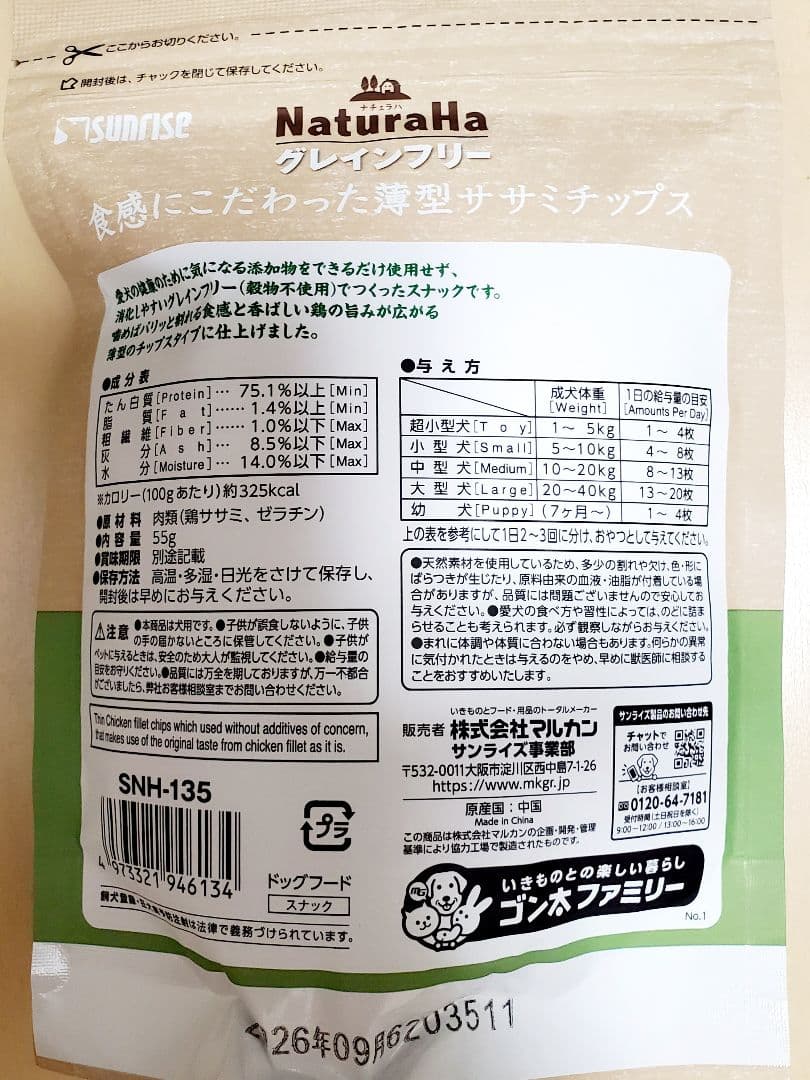 ここからお切りください。
開封後は、チャックを閉じて保存してください。
sunrise
ナチュラハ
NaturaHa
グレインフリー
食感にこだわった薄型ササミチップス
愛犬の健康のために気になる添加物をできるだけ使用せず、
消化しやすいグレインフリー(穀物不使用)でつくったスナックです。
噛めばパリッと割れる食感と香ばしい鶏の旨みが広がる
薄型のチップスタイプに仕上げました。
●成分表
たん白質[Protein]… 75.1%以上[Min]
脂質[Fat]…… 1.4%以上[Min]
粗繊維[Fiber]…… 1.0%以下[Max]
灰分[Ash]…… 8.5%以下[Max]
水分[Moisture]… 14.0%以下[Max]
※カロリー(100gあたり)約325kcal
●原材料 肉類(鶏ササミ、ゼラチン)
●内容量 55g
●賞味期限 別途記載
●保存方法 高温・多湿・日光をさけて保存し、
開封後は早めにお与えください。
注意 ●本商品は犬用です。●子供が誤食しないように、子供
の手の届かないところに保管してください。●子供が
ペットに与えるときは、安全のため大人が監視してください。●給与量の
目安をお守りください。●品質には万全を期しておりますが、万一不都合
がございましたら、弊社お客様相談室までお問い合わせください。
Thin Chicken fillet chips which used without additives of concern,
that makes use of the original taste from chicken fillet as it is.
SNH-135
4 973321 946134
プラ
ドッグフード
スナック
飼犬登録・狂犬病予防注射は法律で義務づけられています。
●与え方
成犬体重 1日の給与量の目安
[Weight] [Amounts Per Day]
超小型犬[Toy] 1〜 5kg 1〜 4枚
小型犬[Small] 5〜10kg 4〜 8枚
中型犬[Medium] 10〜20kg 8〜13枚
大型犬[Large] 20〜40kg 13〜20枚
幼犬[Puppy] (7ヶ月〜) 1〜 4枚
上の表を参考にして1日2〜3回に分け、おやつとして与えてください。
●天然素材を使用しているため、多少の割れや欠け、色・形に
ばらつきが生じたり、原料由来の血液・油脂が付着している場
合がありますが、品質には問題ございませんので安心してお
与えください。●愛犬の食べ方や習性によっては、のどに詰ま
らせることも考えられます。必ず観察しながらお与えください。
●まれに体調や体質に合わない場合もあります。何らかの異常
に気付かれたときは与えるのをやめ、早めに獣医師に相談する
ことをおすすめいたします。
いきものとフード・用品のトータルメーカー
販売者 株式会社マルカン
サンライズ事業部
〒532-0011大阪市淀川区西中島7-1-26
https://www.mkgr.jp
原産国:中国
Made in China
この商品は株式会社マルカンの企画・開発・管理
基準により協力工場で製造されたものです。
サンライズ製品のお問い合わせ先
チャットで
お問い合わせ
【お客様相談室】
0120-64-7181
受付時間(土日祝日を除く)
9:00〜12:00/13:00〜16:00
MG
いきものとの楽しい暮らし
ゴン太ファミリー
No.1
26年09月6203511